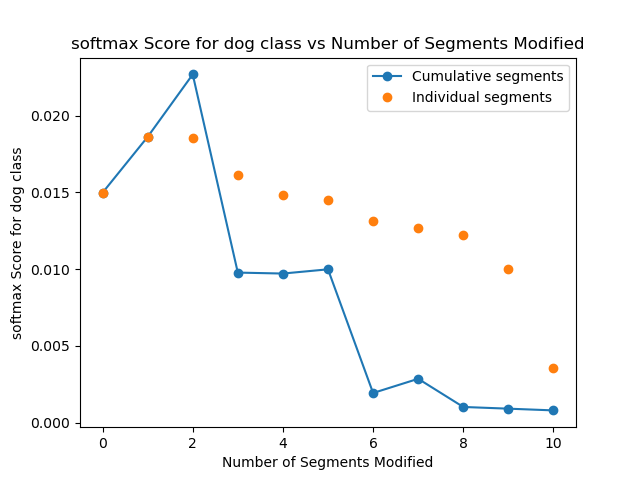 softmax Score for dog class vs Number of Segments Modified
Cumulative segments
Individual segments
softmax Score for dog class
0.020
0.015
0.010
0.005
0.000
0 2 4 6 8 10
Number of Segments Modified